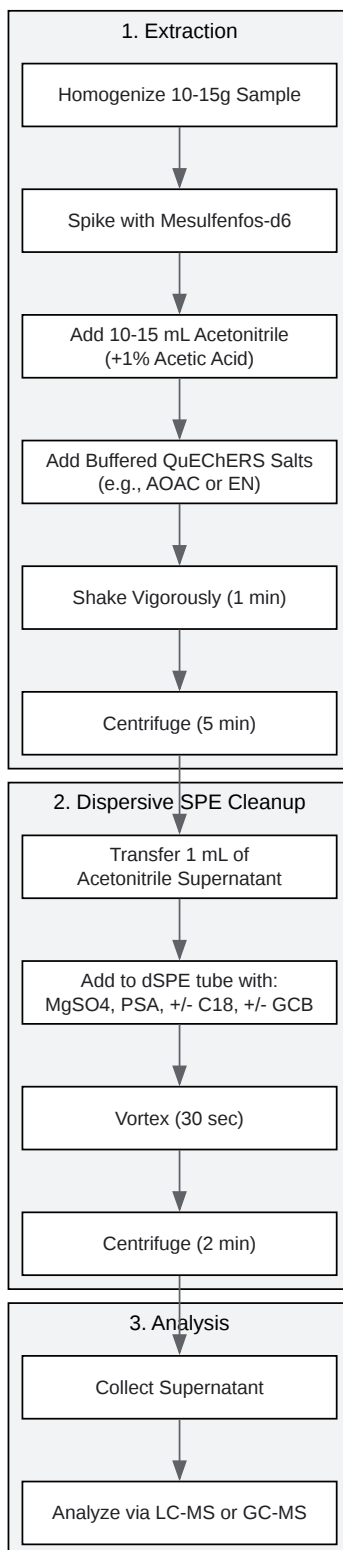 1. Extraction
Homogenize 10-15g Sample
Spike with Mesulfenfos-d6
Add 10-15 mL Acetonitrile
(+1% Acetic Acid)
Add Buffered QuEChERS Salts
(e.g., AOAC or EN)
Shake Vigorously (1 min)
Centrifuge (5 min)
2. Dispersive SPE Cleanup
Transfer 1 mL of
Acetonitrile Supernatant
Add to dSPE tube with:
MgSO4, PSA, +/- C18, +/- GCB
Vortex (30 sec)
Centrifuge (2 min)
3. Analysis
Collect Supernatant
Analyze via LC-MS or GC-MS